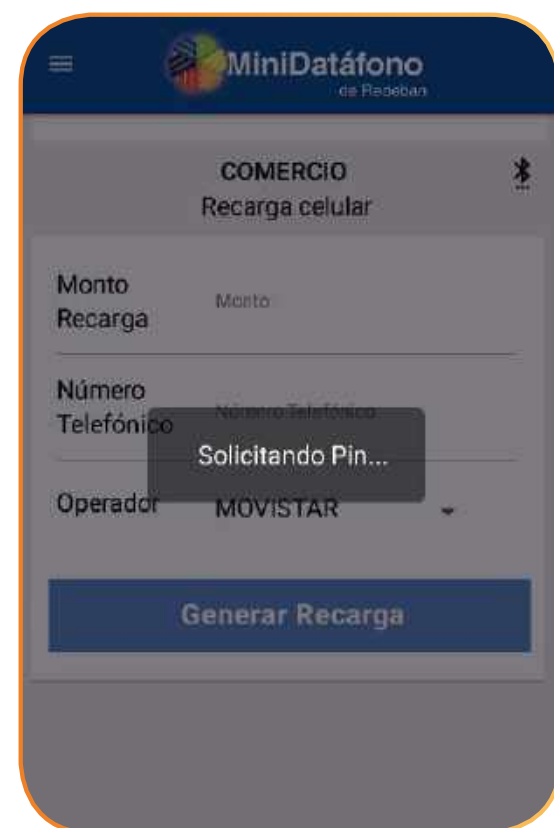 MiniDatáfono
de Redeban
COMERCIO
Recarga celular
Monto
Recarga
Monto
Número
Telefónico
Número Telefónico
Solicitando Pin...
Operador
MOVISTAR
Generar Recarga